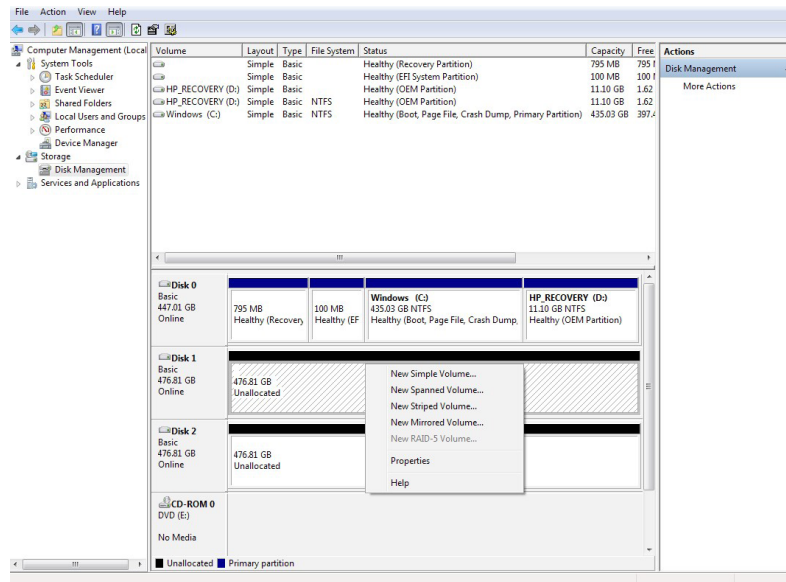 File Action View Help
Computer Management (Local
System Tools
Task Scheduler
Event Viewer
Shared Folders
Local Users and Groups
Performance
Device Manager
Storage
Disk Management
Services and Applications
Volume Layout Type File System Status Capacity Free
Simple Basic Healthy (Recovery Partition) 795 MB 795
Simple Basic Healthy (EFI System Partition) 100 MB 100
HP_RECOVERY (D:) Simple Basic Healthy (OEM Partition) 11.10 GB 1.62
HP_RECOVERY (D:) Simple Basic NTFS Healthy (OEM Partition) 11.10 GB 1.62
Windows (C:) Simple Basic NTFS Healthy (Boot, Page File, Crash Dump, Primary Partition) 435.03 GB 397.4
Actions
Disk Management
More Actions
Disk 0
Basic
447.01 GB
Online
795 MB
Healthy (Recovery
100 MB
Healthy (EF
Windows (C:)
435.03 GB NTFS
Healthy (Boot, Page File, Crash Dump,
HP_RECOVERY (D:)
11.10 GB NTFS
Healthy (OEM Partition)
Disk 1
Basic
476.81 GB
Online
476.81 GB
Unallocated
New Simple Volume...
New Spanned Volume...
New Striped Volume...
New Mirrored Volume...
New RAID-5 Volume...
Properties
Help
Disk 2
Basic
476.81 GB
Online
476.81 GB
Unallocated
CD-ROM 0
DVD (E:)
No Media
Unallocated Primary partition